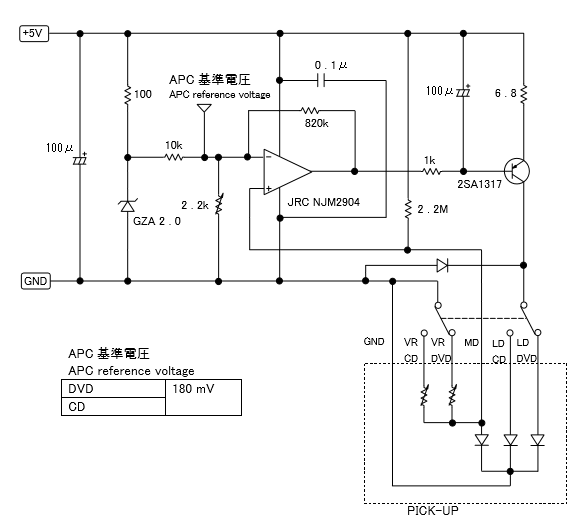 +5V
0.1μ
APC 基準電圧
APC reference voltage
100
100μ
6.8
820k
10k
100μ
1k
2SA1317
2.2k
JRC NJM2904
2.2M
GZA 2.0
GND
GND
VR
CD
VR
DVD
MD
LD
CD
LD
DVD
APC 基準電圧
APC reference voltage
DVD 180 mV
CD
PICK-UP